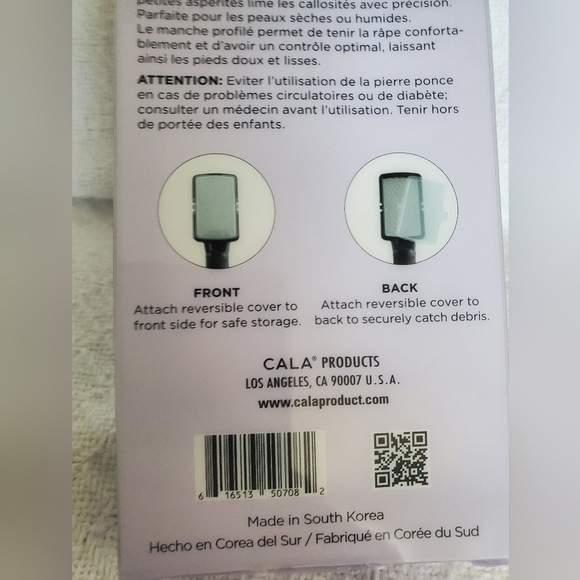 petites aspérités lime les callosités avec précision.
Parfaite pour les peaux sèches ou humides.
Le manche profilé permet de tenir la râpe conforta-
blement et d'avoir un contrôle optimal, laissant
ainsi les pieds doux et lisses.
ATTENTION: Eviter l'utilisation de la pierre ponce
en cas de problèmes circulatoires ou de diabète;
consulter un médecin avant l'utilisation. Tenir hors
de portée des enfants.
FRONT
Attach reversible cover to
front side for safe storage.
BACK
Attach reversible cover to
back to securely catch debris.
CALA® PRODUCTS
LOS ANGELES, CA 90007 U.S.A.
www.calaproduct.com
6 16513 50708 2
Made in South Korea
Hecho en Corea del Sur / Fabriqué en Corée du Sud